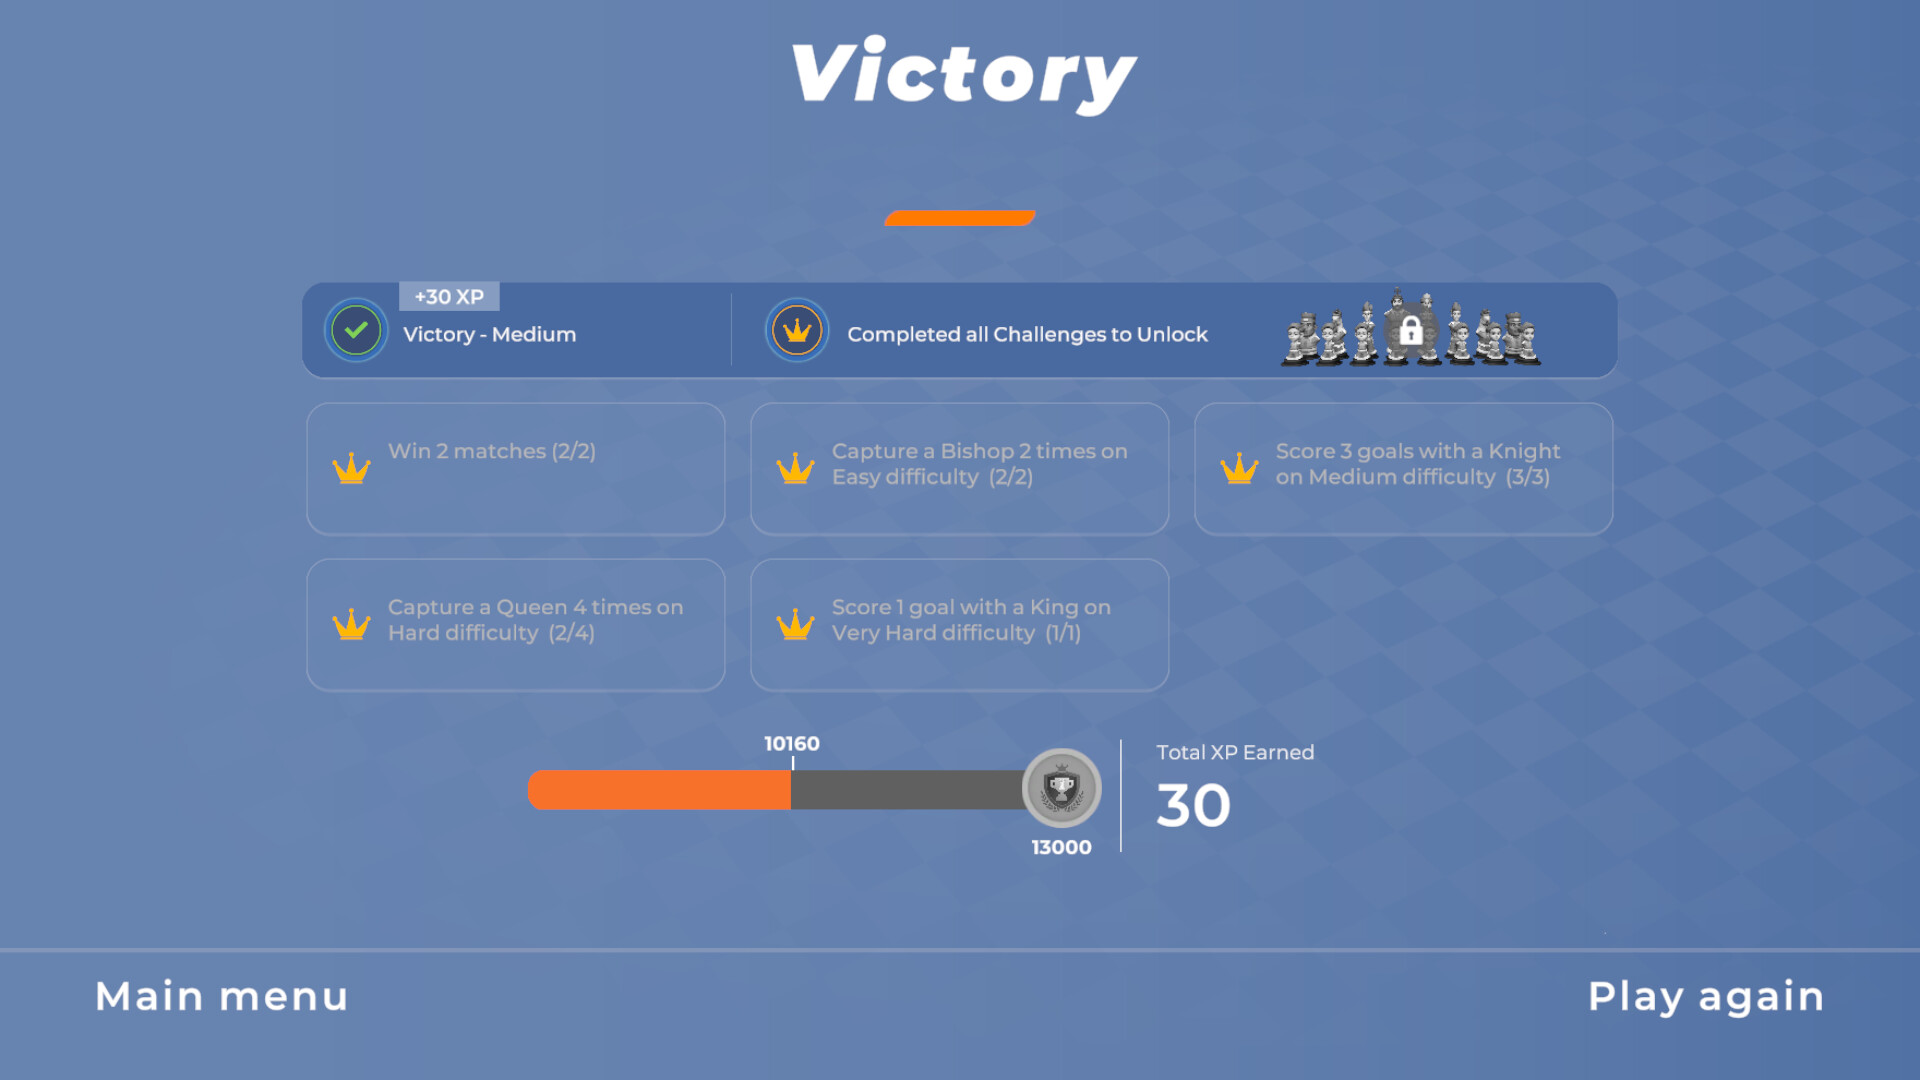 Victory
+30 XP
Victory - Medium
Completed all Challenges to Unlock
Win 2 matches (2/2)
Capture a Bishop 2 times on
Easy difficulty (2/2)
Score 3 goals with a Knight
on Medium difficulty (3/3)
Capture a Queen 4 times on
Hard difficulty (2/4)
Score 1 goal with a King on
Very Hard difficulty (1/1)
10160
13000
Total XP Earned
30
Main menu
Play again